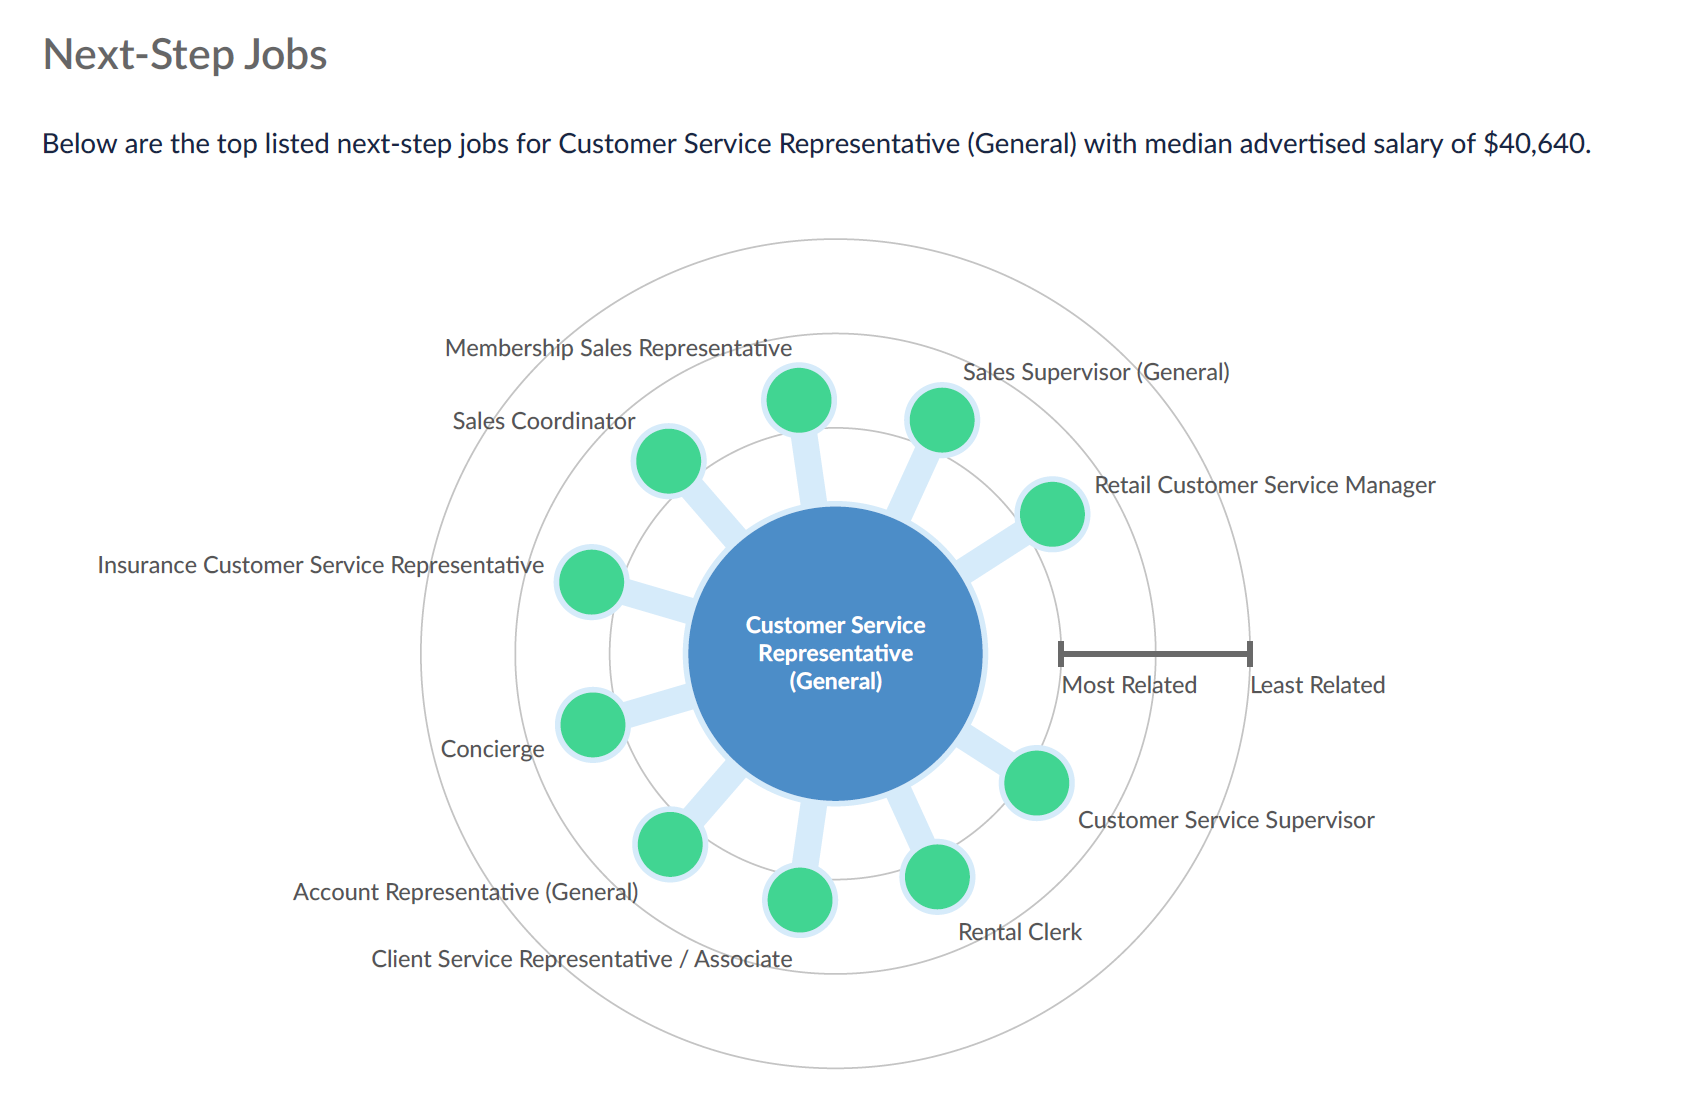 Next-Step Jobs
Below are the top listed next-step jobs for Customer Service Representative (General) with median advertised salary of $40,640.
Membership Sales Representative
Sales Supervisor (General)
Sales Coordinator
Retail Customer Service Manager
Insurance Customer Service Representative
Customer Service
Representative
(General)
Most Related
Least Related
Concierge
Customer Service Supervisor
Account Representative (General)
Rental Clerk
Client Service Representative / Associate